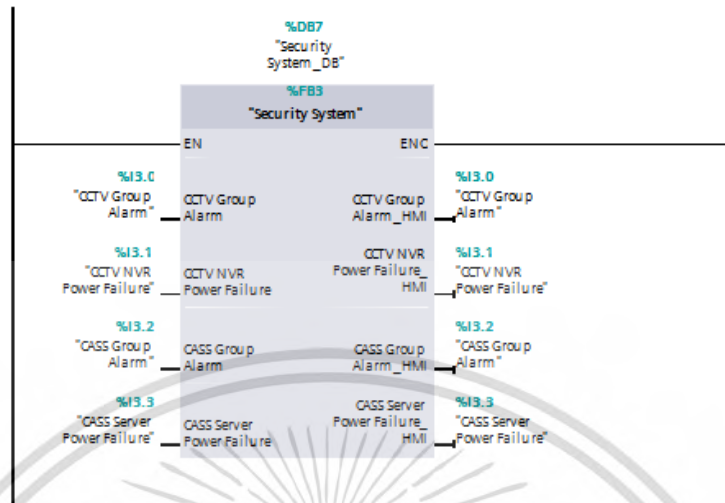 %DB7
"Security
System_DB"
%FB3
"Security System"
EN ENC
%I3.0
"CCTV Group
Alarm"
CCTV Group
Alarm
CCTV Group
Alarm_HMI
%I3.0
"CCTV Group
Alarm"
%I3.1
"CCTV NVR
Power Failure"
CCTV NVR
Power Failure
CCTV NVR
Power Failure_
HMI
%I3.1
"CCTV NVR
Power Failure"
%I3.2
"CASS Group
Alarm"
CASS Group
Alarm
CASS Group
Alarm_HMI
%I3.2
"CASS Group
Alarm"
%I3.3
"CASS Server
Power Failure"
CASS Server
Power Failure
CASS Server
Power Failure_
HMI
%I3.3
"CASS Server
Power Failure"